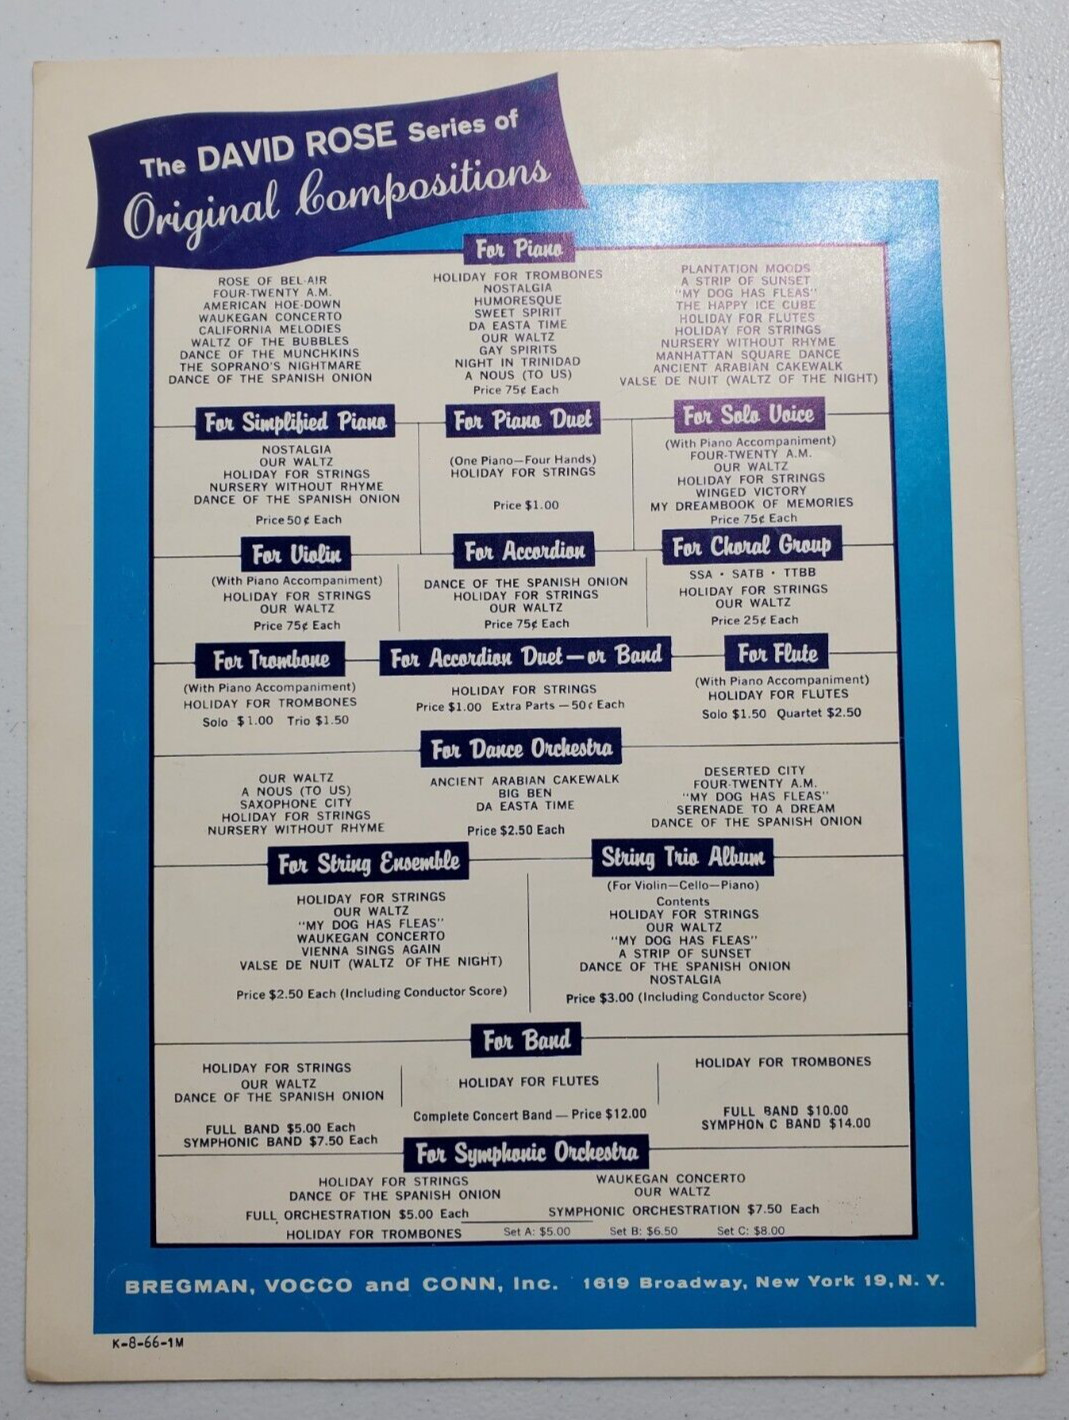 The DAVID ROSE Series of
Original Compositions
For Piano
ROSE OF BEL-AIR
FOUR-TWENTY A.M.
AMERICAN HOE-DOWN
WAUKEGAN CONCERTO
CALIFORNIA MELODIES
WALTZ OF THE BUBBLES
DANCE OF THE MUNCHKINS
THE SOPRANO'S NIGHTMARE
DANCE OF THE SPANISH ONION
HOLIDAY FOR TROMBONES
NOSTALGIA
HUMORESQUE
SWEET SPIRIT
DA EASTA TIME
OUR WALTZ
GAY SPIRITS
NIGHT IN TRINIDAD
A NOUS (TO US)
Price 75¢ Each
PLANTATION MOODS
A STRIP OF SUNSET
"MY DOG HAS FLEAS"
THE HAPPY ICE CUBE
HOLIDAY FOR FLUTES
HOLIDAY FOR STRINGS
NURSERY WITHOUT RHYME
MANHATTAN SQUARE DANCE
ANCIENT ARABIAN CAKEWALK
VALSE DE NUIT (WALTZ OF THE NIGHT)
For Simplified Piano
NOSTALGIA
OUR WALTZ
HOLIDAY FOR STRINGS
NURSERY WITHOUT RHYME
DANCE OF THE SPANISH ONION
Price 50¢ Each
For Piano Duet
(One Piano—Four Hands)
HOLIDAY FOR STRINGS
Price $1.00
For Solo Voice
(With Piano Accompaniment)
FOUR-TWENTY A.M.
OUR WALTZ
HOLIDAY FOR STRINGS
WINGED VICTORY
MY DREAMBOOK OF MEMORIES
Price 75¢ Each
For Violin
(With Piano Accompaniment)
HOLIDAY FOR STRINGS
OUR WALTZ
Price 75¢ Each
For Accordion
DANCE OF THE SPANISH ONION
HOLIDAY FOR STRINGS
OUR WALTZ
Price 75¢ Each
For Choral Group
SSA · SATB · TTBB
HOLIDAY FOR STRINGS
OUR WALTZ
Price 25¢ Each
For Trombone
(With Piano Accompaniment)
HOLIDAY FOR TROMBONES
Solo $1.00 Trio $1.50
For Accordion Duet—or Band
HOLIDAY FOR STRINGS
Price $1.00 Extra Parts — 50¢ Each
For Flute
(With Piano Accompaniment)
HOLIDAY FOR FLUTES
Solo $1.50 Quartet $2.50
For Dance Orchestra
OUR WALTZ
A NOUS (TO US)
SAXOPHONE CITY
HOLIDAY FOR STRINGS
NURSERY WITHOUT RHYME
ANCIENT ARABIAN CAKEWALK
BIG BEN
DA EASTA TIME
Price $2.50 Each
DESERTED CITY
FOUR-TWENTY A.M.
"MY DOG HAS FLEAS"
SERENADE TO A DREAM
DANCE OF THE SPANISH ONION
For String Ensemble
HOLIDAY FOR STRINGS
OUR WALTZ
"MY DOG HAS FLEAS"
WAUKEGAN CONCERTO
VIENNA SINGS AGAIN
VALSE DE NUIT (WALTZ OF THE NIGHT)
Price $2.50 Each (Including Conductor Score)
String Trio Album
(For Violin—Cello—Piano)
Contents
HOLIDAY FOR STRINGS
OUR WALTZ
"MY DOG HAS FLEAS"
A STRIP OF SUNSET
DANCE OF THE SPANISH ONION
NOSTALGIA
Price $3.00 (Including Conductor Score)
For Band
HOLIDAY FOR STRINGS
OUR WALTZ
DANCE OF THE SPANISH ONION
FULL BAND $5.00 Each
SYMPHONIC BAND $7.50 Each
HOLIDAY FOR FLUTES
Complete Concert Band — Price $12.00
HOLIDAY FOR TROMBONES
FULL BAND $10.00
SYMPHON C BAND $14.00
For Symphonic Orchestra
HOLIDAY FOR STRINGS
DANCE OF THE SPANISH ONION
FULL ORCHESTRATION $5.00 Each
WAUKEGAN CONCERTO
OUR WALTZ
SYMPHONIC ORCHESTRATION $7.50 Each
HOLIDAY FOR TROMBONES Set A: $5.00 Set B: $6.50 Set C: $8.00
BREGMAN, VOCCO and CONN, Inc. 1619 Broadway, New York 19, N. Y.
K-8-66-1M